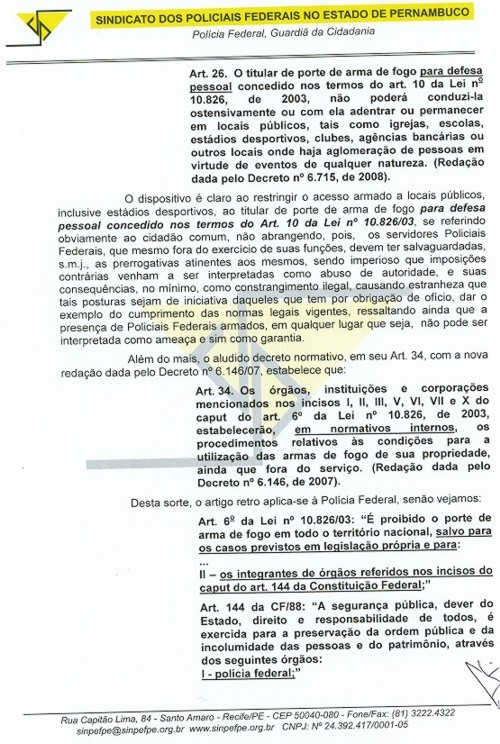 SINDICATO DOS POLICIAIS FEDERAIS NO ESTADO DE PERNAMBUCO
Polícia Federal, Guardiã da Cidadania
Art. 26. O titular de porte de arma de fogo para defesa
pessoal concedido nos termos do art. 10 da Lei nº
10.826, de 2003, não poderá conduzi-la
ostensivamente ou com ela adentrar ou permanecer
em locais públicos, tais como igrejas, escolas,
estádios desportivos, clubes, agências bancárias ou
outros locais onde haja aglomeração de pessoas em
virtude de eventos de qualquer natureza. (Redação
dada pelo Decreto nº 6.715, de 2008).
O dispositivo é claro ao restringir o acesso armado a locais públicos,
inclusive estádios desportivos, ao titular de porte de arma de fogo para defesa
pessoal concedido nos termos do Art. 10 da Lei nº 10.826/03, se referindo
obviamente ao cidadão comum, não abrangendo, pois, os servidores Policiais
Federais, que mesmo fora do exercício de suas funções, devem ter salvaguardadas,
s.m.j., as prerrogativas atinentes aos mesmos, sendo imperioso que imposições
contrárias venham a ser interpretadas como abuso de autoridade, e suas
consequências, no mínimo, como constrangimento ilegal, causando estranheza que
tais posturas sejam de iniciativa daqueles que tem por obrigação de ofício, dar o
exemplo do cumprimento das normas legais vigentes, ressaltando ainda que a
presença de Policiais Federais armados, em qualquer lugar que seja, não pode ser
interpretada como ameaça e sim como garantia.
Além do mais, o aludido decreto normativo, em seu Art. 34, com a nova
redação dada pelo Decreto nº 6.146/07, estabelece que:
Art. 34. Os órgãos, instituições e corporações
mencionados nos incisos I, II, III, V, VI, VII e X do
caput do art. 6º da Lei nº 10.826, de 2003,
estabelecerão, em normativos internos, os
procedimentos relativos às condições para a
utilização das armas de fogo de sua propriedade,
ainda que fora do serviço. (Redação dada pelo
Decreto nº 6.146, de 2007).
Desta sorte, o artigo retro aplica-se à Polícia Federal, senão vejamos:
Art. 6º da Lei nº 10.826/03: “É proibido o porte de
arma de fogo em todo o território nacional, salvo para
os casos previstos em legislação própria e para:
...
II – os integrantes de órgãos referidos nos incisos do
caput do art. 144 da Constituição Federal;”
Art. 144 da CF/88: “A segurança pública, dever do
Estado, direito e responsabilidade de todos, é
exercida para a preservação da ordem pública e da
incolumidade das pessoas e do patrimônio, através
dos seguintes órgãos:
I - polícia federal;”
Rua Capitão Lima, 84 - Santo Amaro - Recife/PE - CEP 50040-080 - Fone/Fax: (81) 3222.4322
sinpefpe@sinpefpe.org.br www.sinpefpe.org.br CNPJ: Nº 24.392.417/0001-05